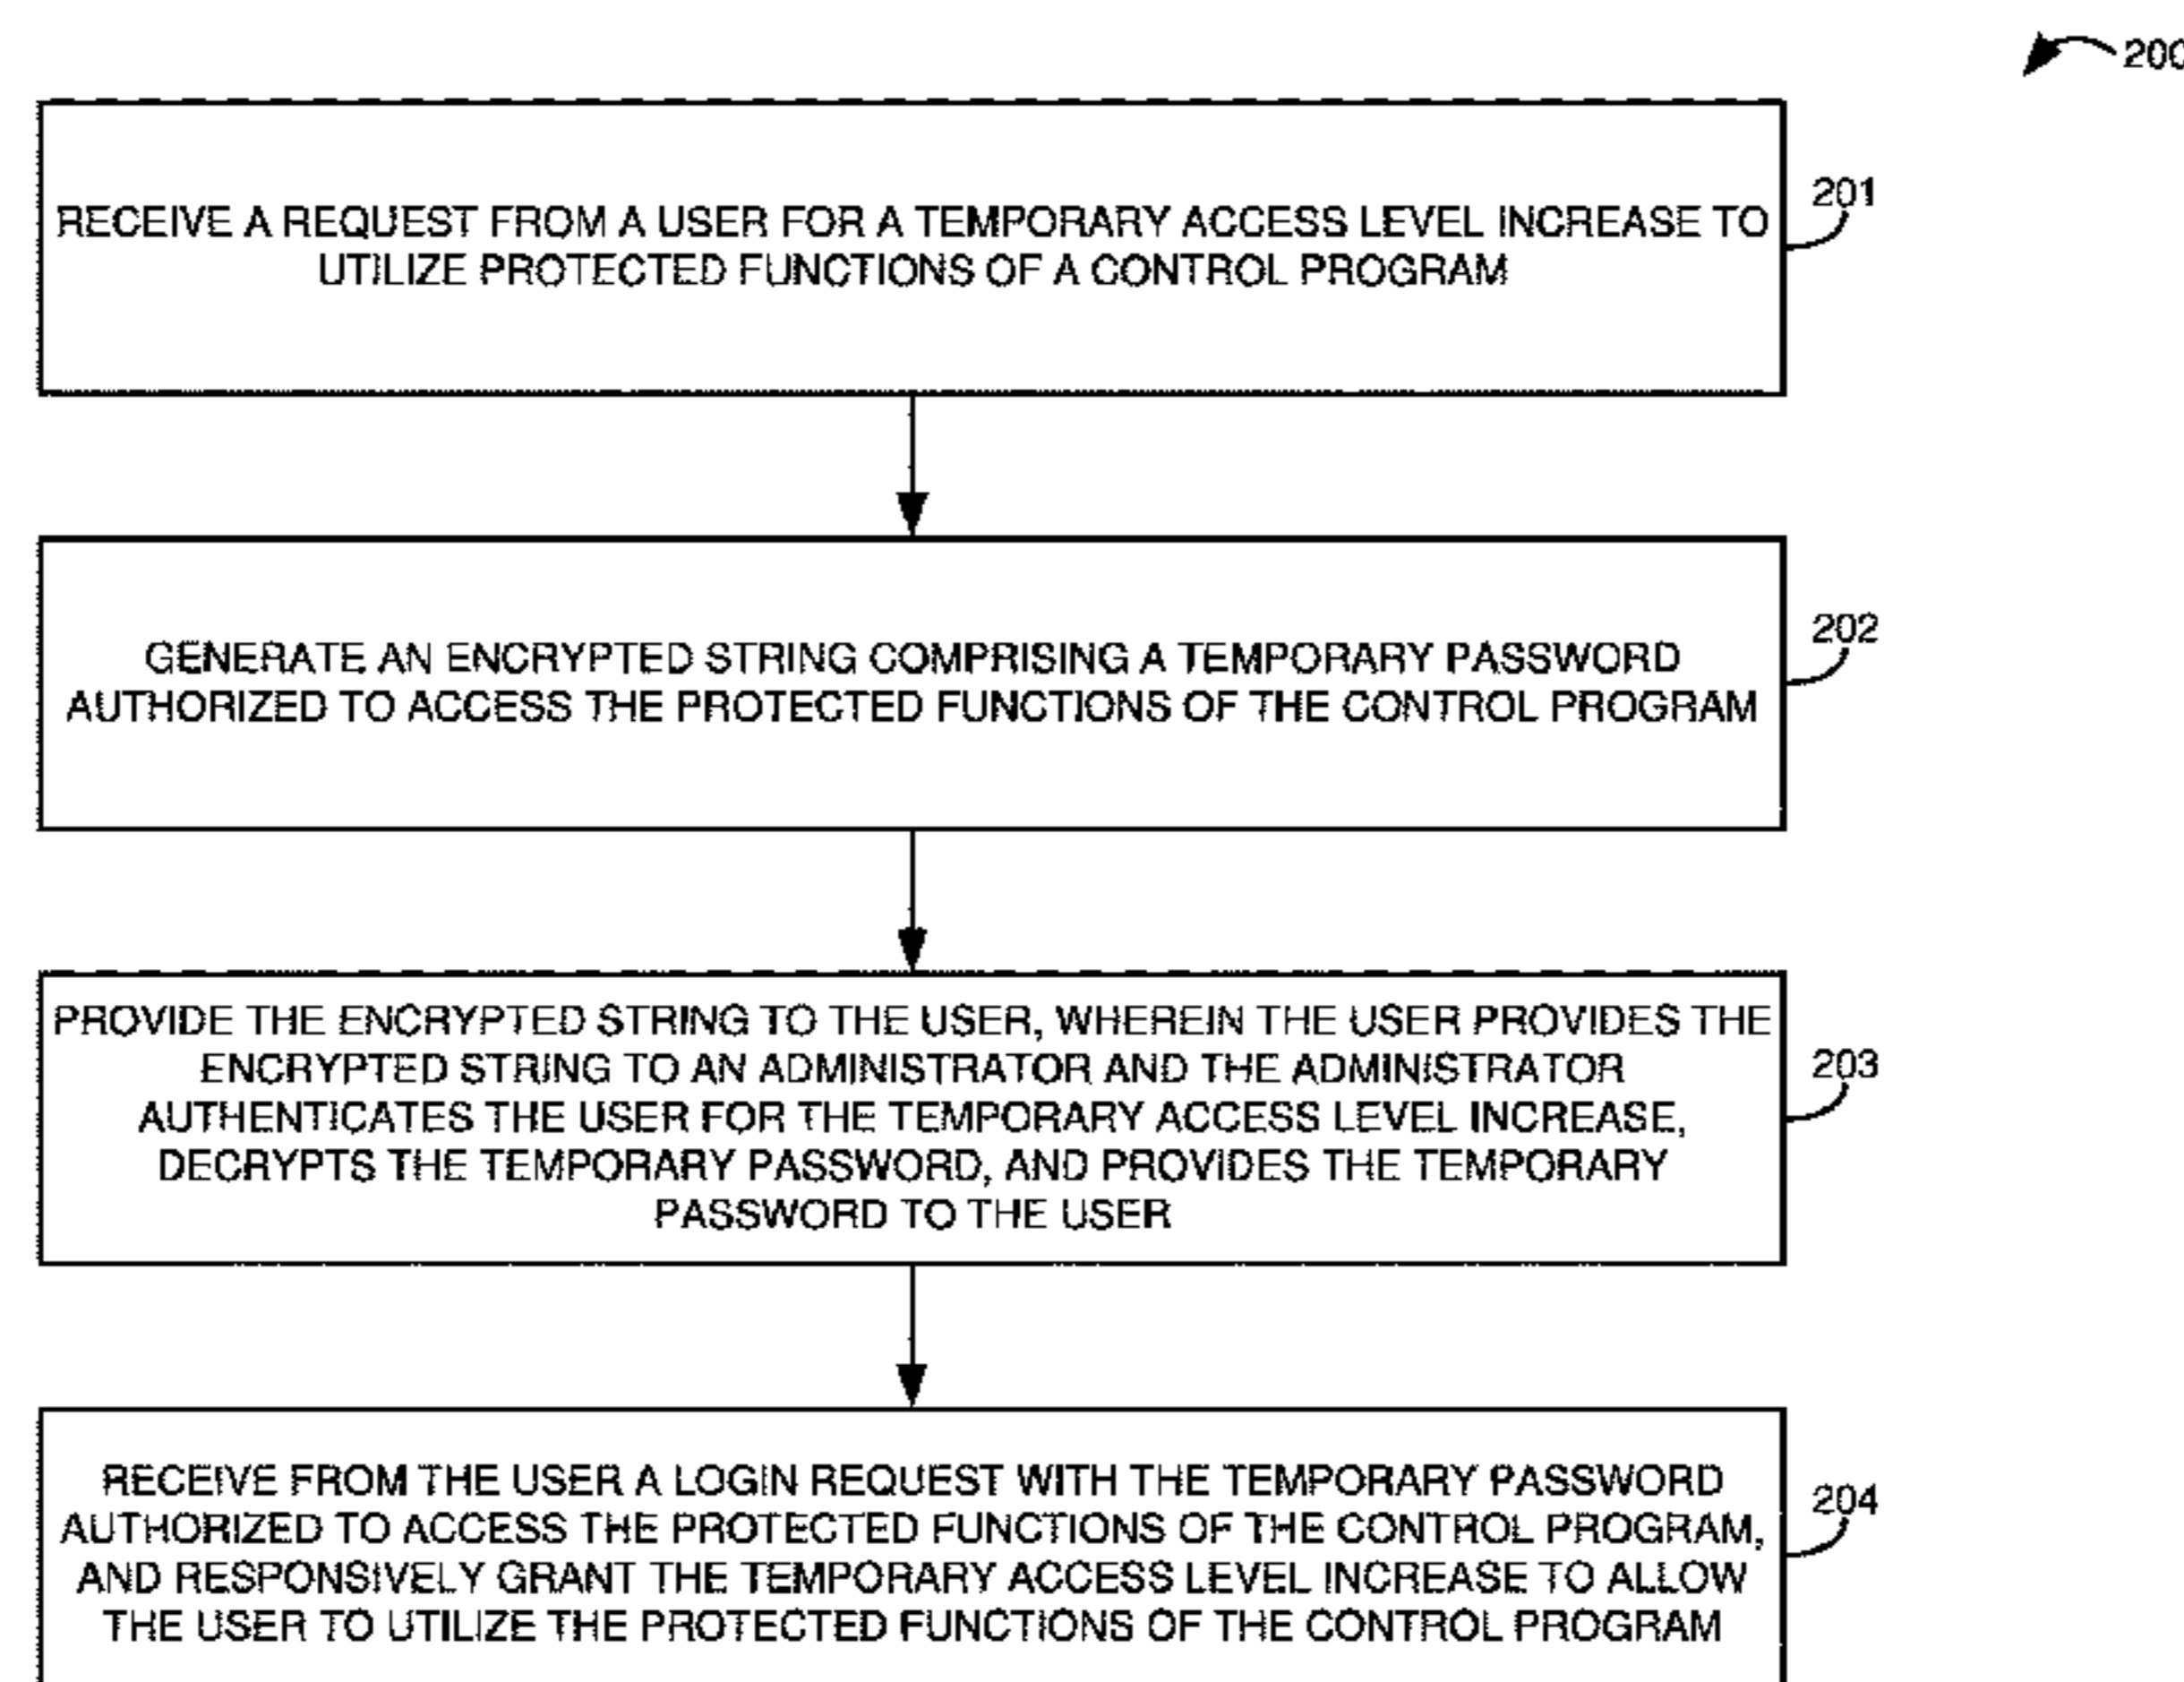 200
RECEIVE A REQUEST FROM A USER FOR A TEMPORARY ACCESS LEVEL INCREASE TO
UTILIZE PROTECTED FUNCTIONS OF A CONTROL PROGRAM
201
GENERATE AN ENCRYPTED STRING COMPRISING A TEMPORARY PASSWORD
AUTHORIZED TO ACCESS THE PROTECTED FUNCTIONS OF THE CONTROL PROGRAM
202
PROVIDE THE ENCRYPTED STRING TO THE USER, WHEREIN THE USER PROVIDES THE
ENCRYPTED STRING TO AN ADMINISTRATOR AND THE ADMINISTRATOR
AUTHENTICATES THE USER FOR THE TEMPORARY ACCESS LEVEL INCREASE,
DECRYPTS THE TEMPORARY PASSWORD, AND PROVIDES THE TEMPORARY
PASSWORD TO THE USER
203
RECEIVE FROM THE USER A LOGIN REQUEST WITH THE TEMPORARY PASSWORD
AUTHORIZED TO ACCESS THE PROTECTED FUNCTIONS OF THE CONTROL PROGRAM,
AND RESPONSIVELY GRANT THE TEMPORARY ACCESS LEVEL INCREASE TO ALLOW
THE USER TO UTILIZE THE PROTECTED FUNCTIONS OF THE CONTROL PROGRAM
204